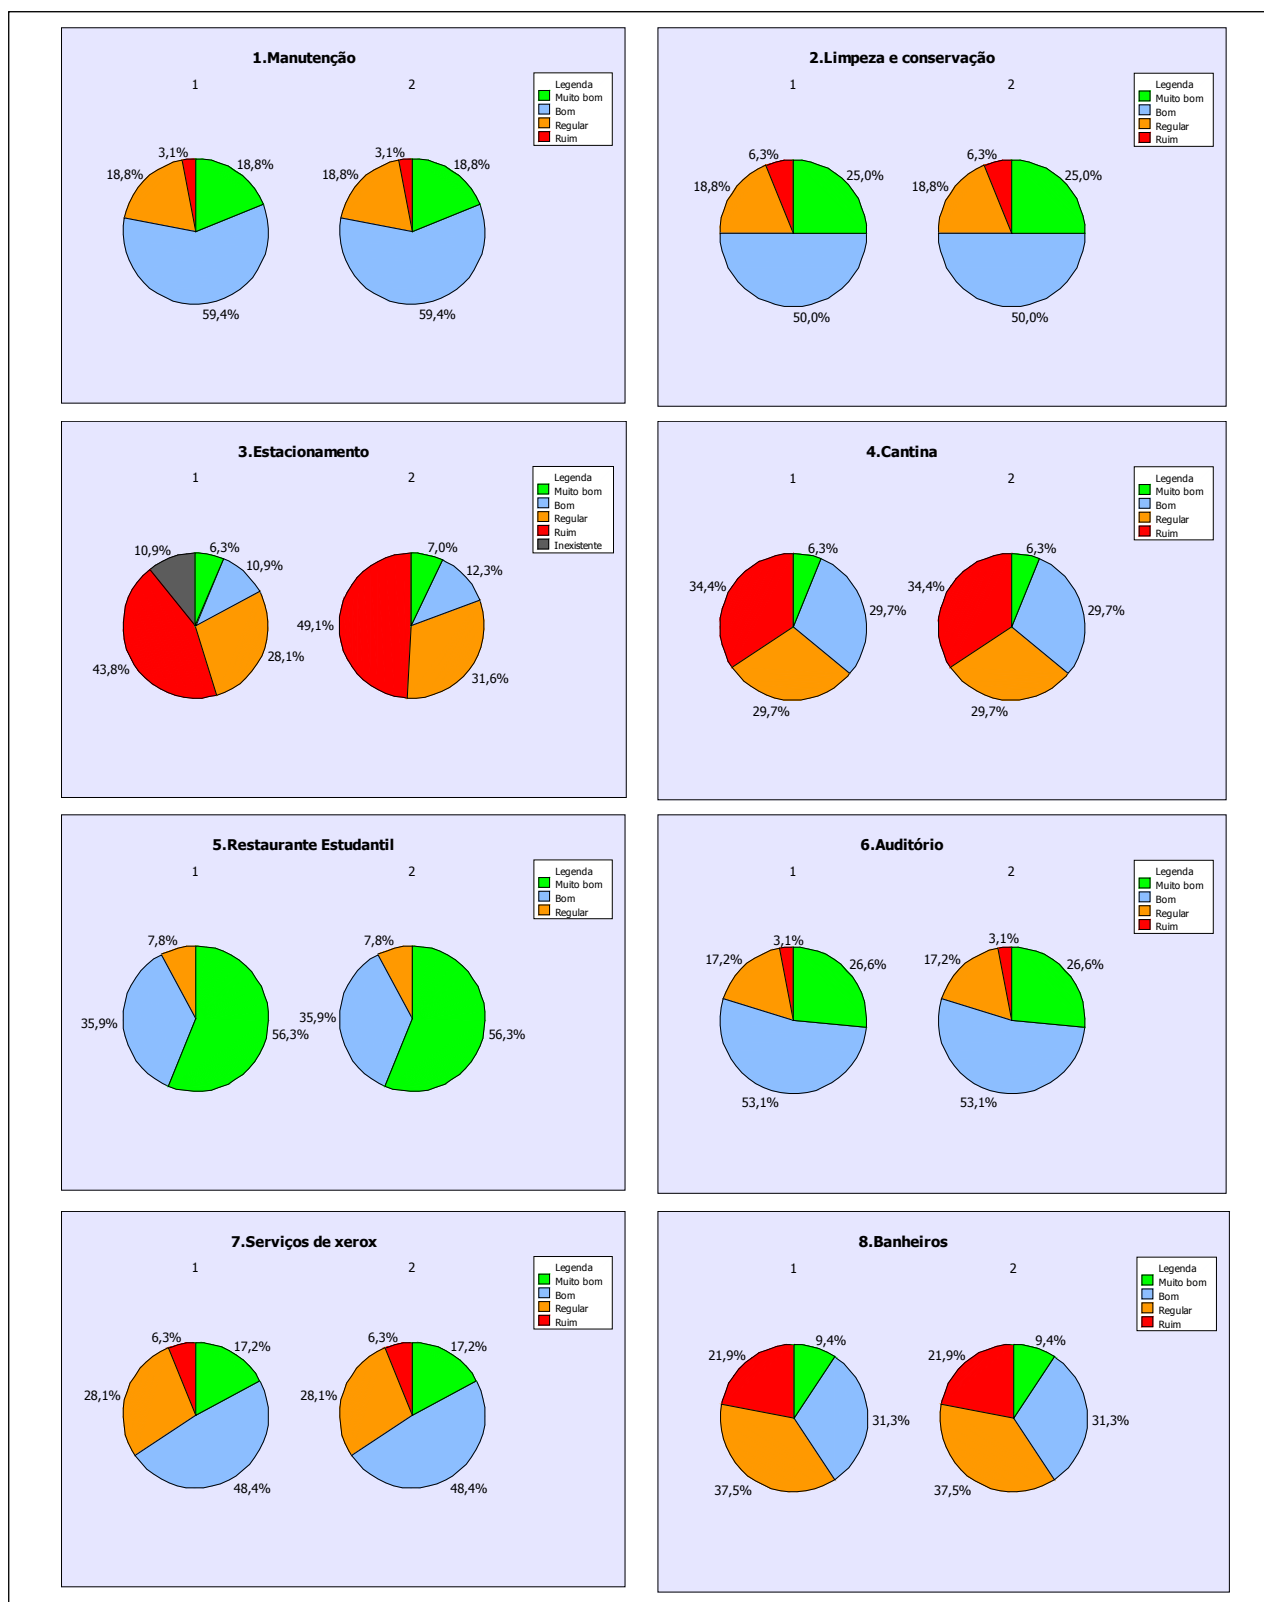 1.Manutenção
1
2
Legenda
Muito bom
Bom
Regular
Ruim
3,1%
18,8%
18,8%
59,4%
3,1%
18,8%
18,8%
59,4%
2.Limpeza e conservação
1
2
Legenda
Muito bom
Bom
Regular
Ruim
6,3%
25,0%
18,8%
50,0%
6,3%
25,0%
18,8%
50,0%
3.Estacionamento
1
2
Legenda
Muito bom
Bom
Regular
Ruim
Inexistente
10,9%
6,3%
10,9%
43,8%
28,1%
7,0%
12,3%
49,1%
31,6%
4.Cantina
1
2
Legenda
Muito bom
Bom
Regular
Ruim
6,3%
34,4%
29,7%
29,7%
6,3%
34,4%
29,7%
29,7%
5.Restaurante Estudantil
1
2
Legenda
Muito bom
Bom
Regular
7,8%
35,9%
56,3%
7,8%
35,9%
56,3%
6.Auditório
1
2
Legenda
Muito bom
Bom
Regular
Ruim
3,1%
17,2%
26,6%
53,1%
3,1%
17,2%
26,6%
53,1%
7.Serviços de xerox
1
2
Legenda
Muito bom
Bom
Regular
Ruim
6,3%
17,2%
28,1%
48,4%
6,3%
17,2%
28,1%
48,4%
8.Banheiros
1
2
Legenda
Muito bom
Bom
Regular
Ruim
9,4%
21,9%
31,3%
37,5%
9,4%
21,9%
31,3%
37,5%